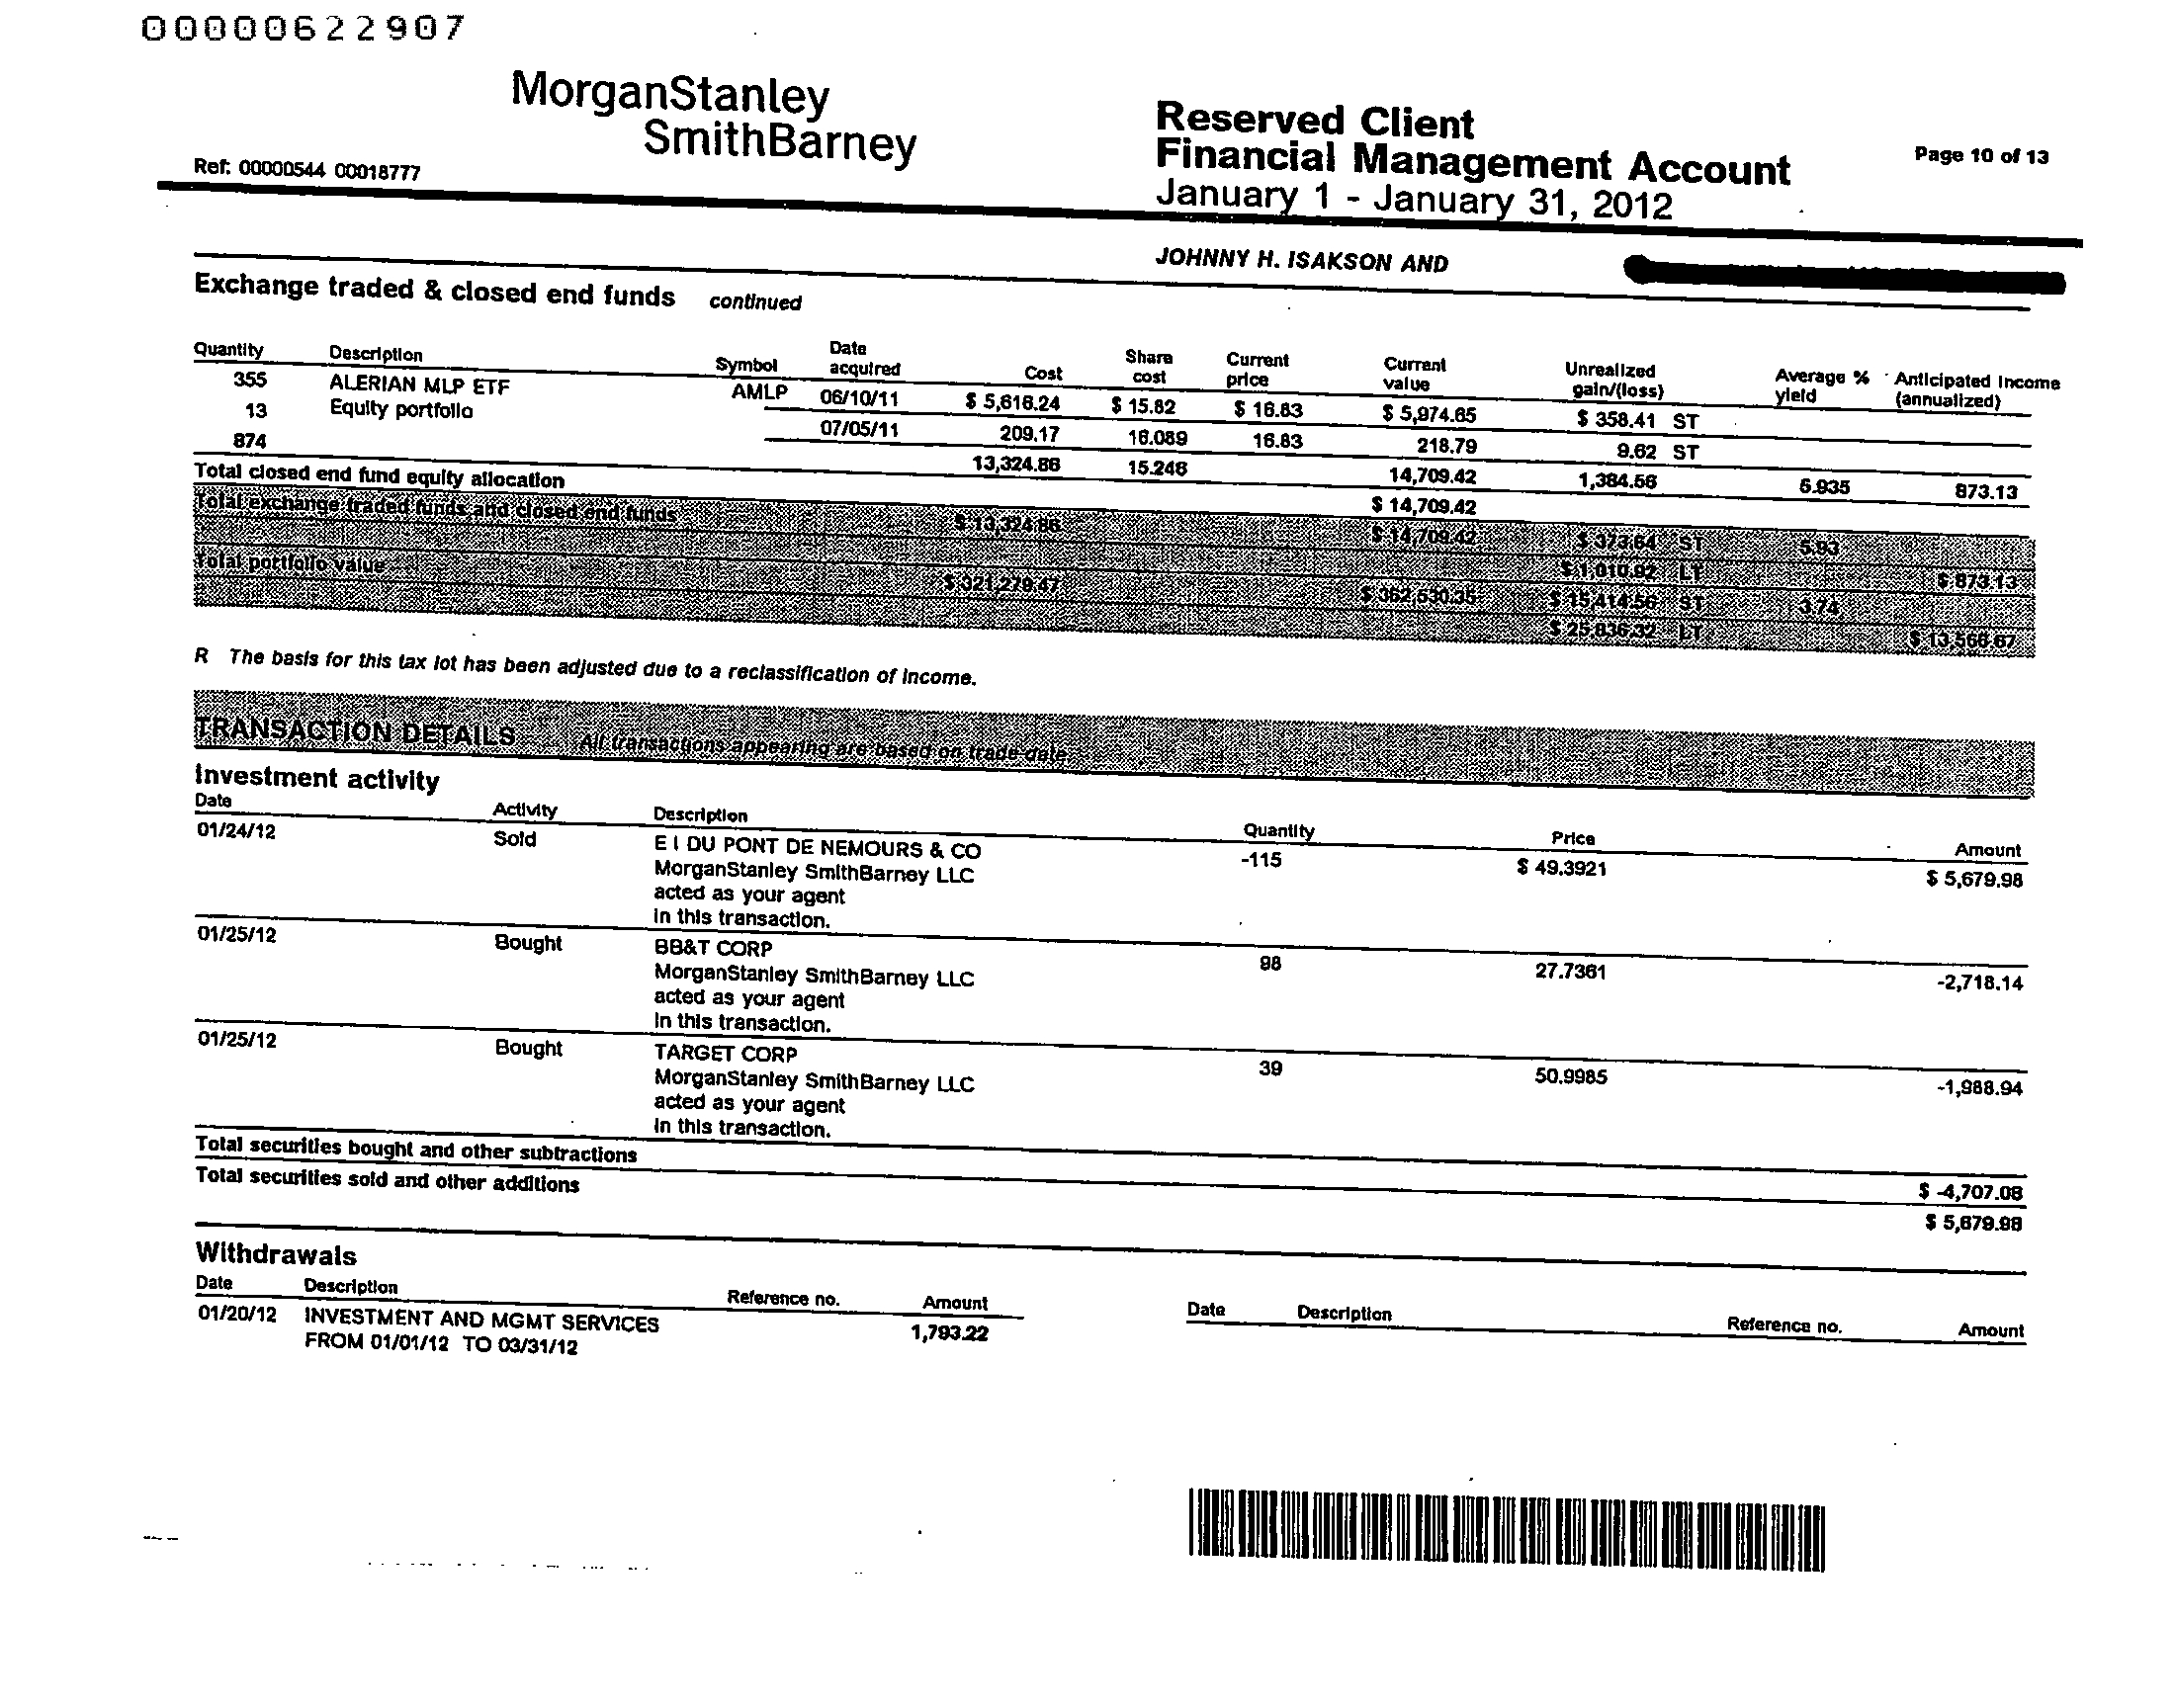 00000622907
MorganStanley
SmithBarney
Ref: 00000544 00018777
Reserved Client
Financial Management Account
January 1 - January 31, 2012
Page 10 of 13
JOHNNY H. ISAKSON AND
Exchange traded & closed end funds continued
Quantity Description Symbol Date acquired Cost Share cost Current price Current value Unrealized gain/(loss) Average % yield Anticipated Income (annualized)
355 ALERIAN MLP ETF AMLP 06/10/11 $ 5,616.24 $ 15.82 $ 16.83 $ 5,974.65 $ 358.41 ST
13 Equity portfolio 07/05/11 209.17 16.089 16.83 218.79 9.62 ST
874 13,324.86 15.246 14,709.42 1,384.56 5.935 873.13
Total closed end fund equity allocation $ 14,709.42
Total exchange traded funds and closed end funds $ 13,324.86 $ 14,709.42 $ 373.64 ST 5.93
$ 1,010.92 LT $ 873.13
Total portfolio value $ 321,279.47 $ 362,530.35 $ 15,414.56 ST 3.74
$ 25,836.32 LT $ 13,566.67
R The basis for this tax lot has been adjusted due to a reclassification of income.
TRANSACTION DETAILS All transactions appearing are based on trade-date
Investment activity
Date Activity Description Quantity Price Amount
01/24/12 Sold E I DU PONT DE NEMOURS & CO -115 $ 49.3921 $ 5,679.98
MorganStanley SmithBarney LLC
acted as your agent
in this transaction.
01/25/12 Bought BB&T CORP 98 27.7361 -2,718.14
MorganStanley SmithBarney LLC
acted as your agent
in this transaction.
01/25/12 Bought TARGET CORP 39 50.9985 -1,988.94
MorganStanley SmithBarney LLC
acted as your agent
in this transaction.
Total securities bought and other subtractions $ -4,707.08
Total securities sold and other additions $ 5,679.98
Withdrawals
Date Description Reference no. Amount Date Description Reference no. Amount
01/20/12 INVESTMENT AND MGMT SERVICES 1,793.22
FROM 01/01/12 TO 03/31/12